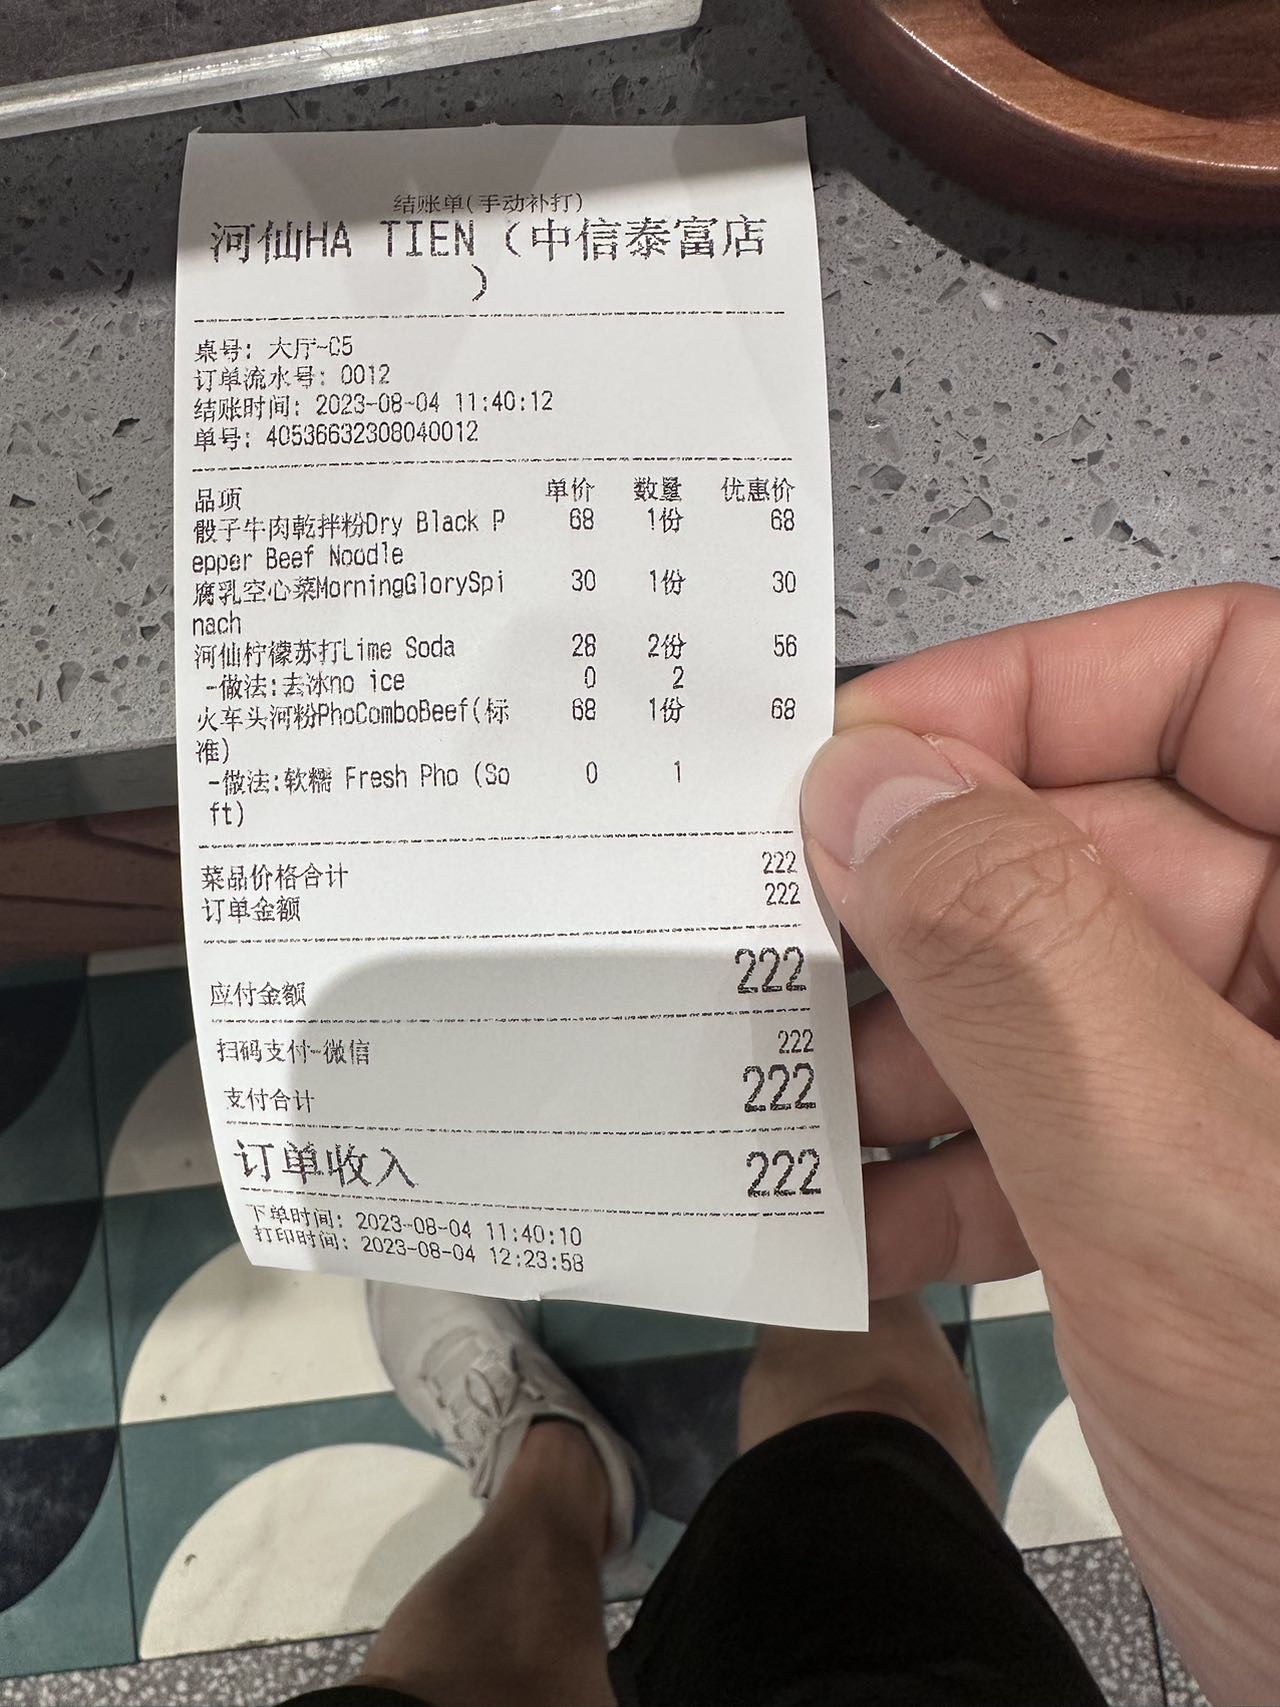 结账单(手动补打)
河仙HA TIEN（中信泰富店
）
桌号: 大厅-C5
订单流水号: 0012
结账时间: 2023-08-04 11:40:12
单号: 40536632308040012
品项 单价 数量 优惠价
骰子牛肉乾拌粉Dry Black P 68 1份 68
epper Beef Noodle
腐乳空心菜MorningGlorySpi 30 1份 30
nach
河仙柠檬苏打Lime Soda 28 2份 56
-做法:去冰no ice 0 2
火车头河粉PhoComboBeef(标 68 1份 68
准)
-做法:软糯 Fresh Pho (So 0 1
ft)
菜品价格合计 222
订单金额 222
应付金额 222
扫码支付-微信 222
支付合计 222
订单收入 222
下单时间: 2023-08-04 11:40:10
打印时间: 2023-08-04 12:23:58